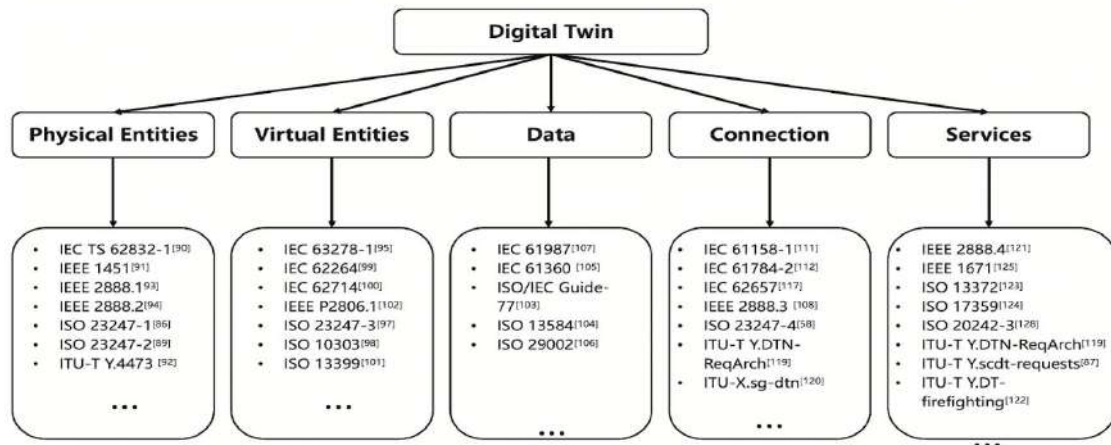 Digital Twin
Physical Entities
Virtual Entities
Data
Connection
Services
• IEC TS 62832-1[90]
• IEEE 1451[91]
• IEEE 2888.1[93]
• IEEE 2888.2[94]
• ISO 23247-1[86]
• ISO 23247-2[89]
• ITU-T Y.4473 [92]
...
• IEC 63278-1[95]
• IEC 62264[99]
• IEC 62714[100]
• IEEE P2806.1[102]
• ISO 23247-3[97]
• ISO 10303[98]
• ISO 13399[101]
...
• IEC 61987[107]
• IEC 61360 [105]
• ISO/IEC Guide-
77[103]
• ISO 13584[104]
• ISO 29002[106]
...
• IEC 61158-1[111]
• IEC 61784-2[112]
• IEC 62657[117]
• IEEE 2888.3 [108]
• ISO 23247-4[58]
• ITU-T Y.DTN-
ReqArch[119]
• ITU-X.sg-dtn[120]
...
• IEEE 2888.4[121]
• IEEE 1671[125]
• ISO 13372[123]
• ISO 17359[124]
• ISO 20242-3[128]
• ITU-T Y.DTN-ReqArch[119]
• ITU-T Y.scdt-requests[87]
• ITU-T Y.DT-
firefighting[122]
...